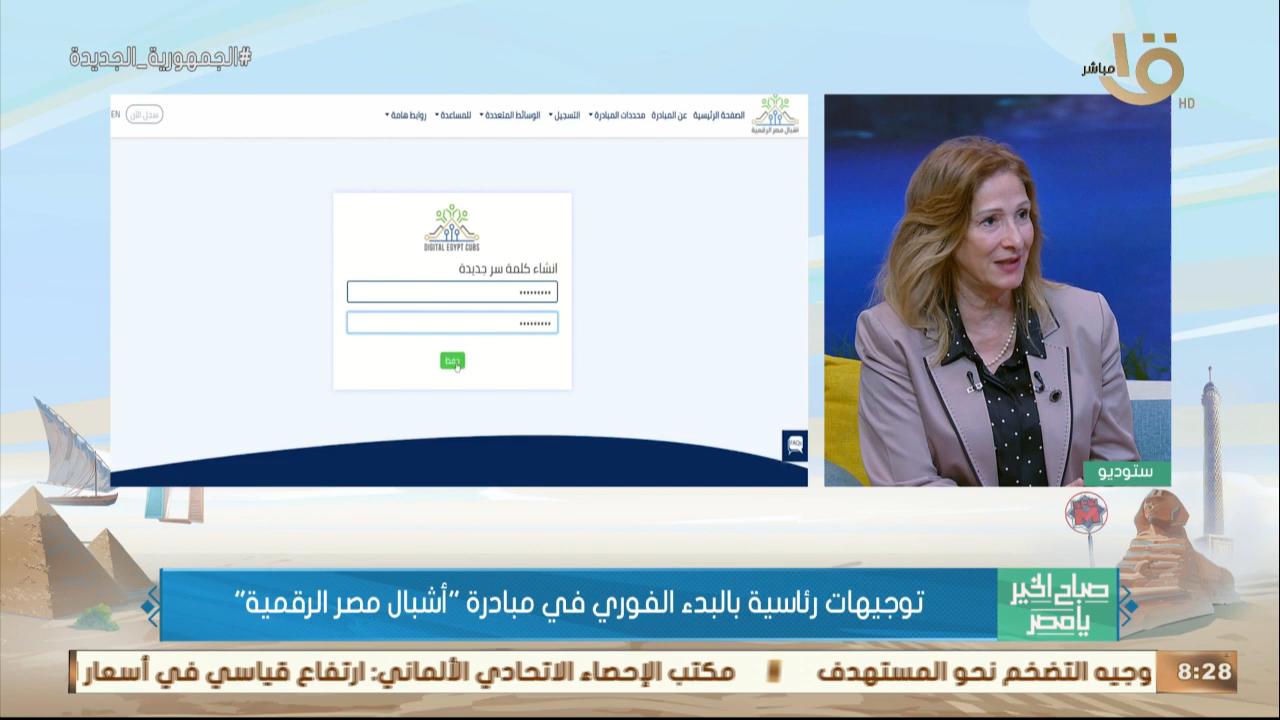 #الجمهورية_الجديدة
مباشر
HD
الصفحة الرئيسية عن المبادرة محددات المبادرة التسجيل الوسائط المتعددة للمساعدة روابط هامة
سجل الآن
EN
أشبال مصر الرقمية
DIGITAL EGYPT CUBS
انشاء كلمة سر جديدة
حفظ
FAQs
ستوديو
صباح الخير
يا مصر
توجيهات رئاسية بالبدء الفوري في مبادرة "أشبال مصر الرقمية"
8:28
وجيه التضخم نحو المستهدف
مكتب الإحصاء الاتحادي الألماني: ارتفاع قياسي في أسعار